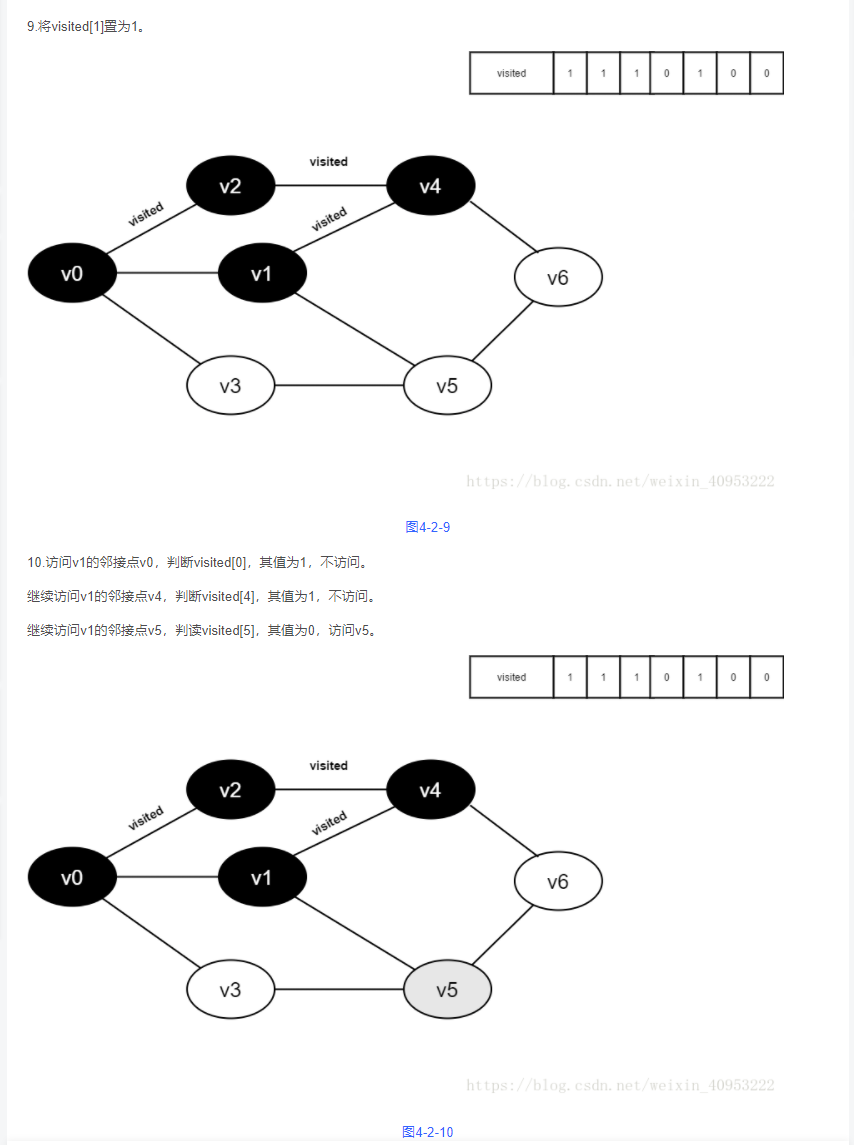 9.将visited[1]置为1。
visited 1 1 1 0 1 0 0
visited
v2 v4
visited visited
v0 v1 v6
v3 v5
https://blog.csdn.net/weixin_40953222
图4-2-9
10.访问v1的邻接点v0，判断visited[0]，其值为1，不访问。
继续访问v1的邻接点v4，判断visited[4]，其值为1，不访问。
继续访问v1的邻接点v5，判读visited[5]，其值为0，访问v5。
visited 1 1 1 0 1 0 0
visited
v2 v4
visited visited
v0 v1 v6
v3 v5
https://blog.csdn.net/weixin_40953222
图4-2-10